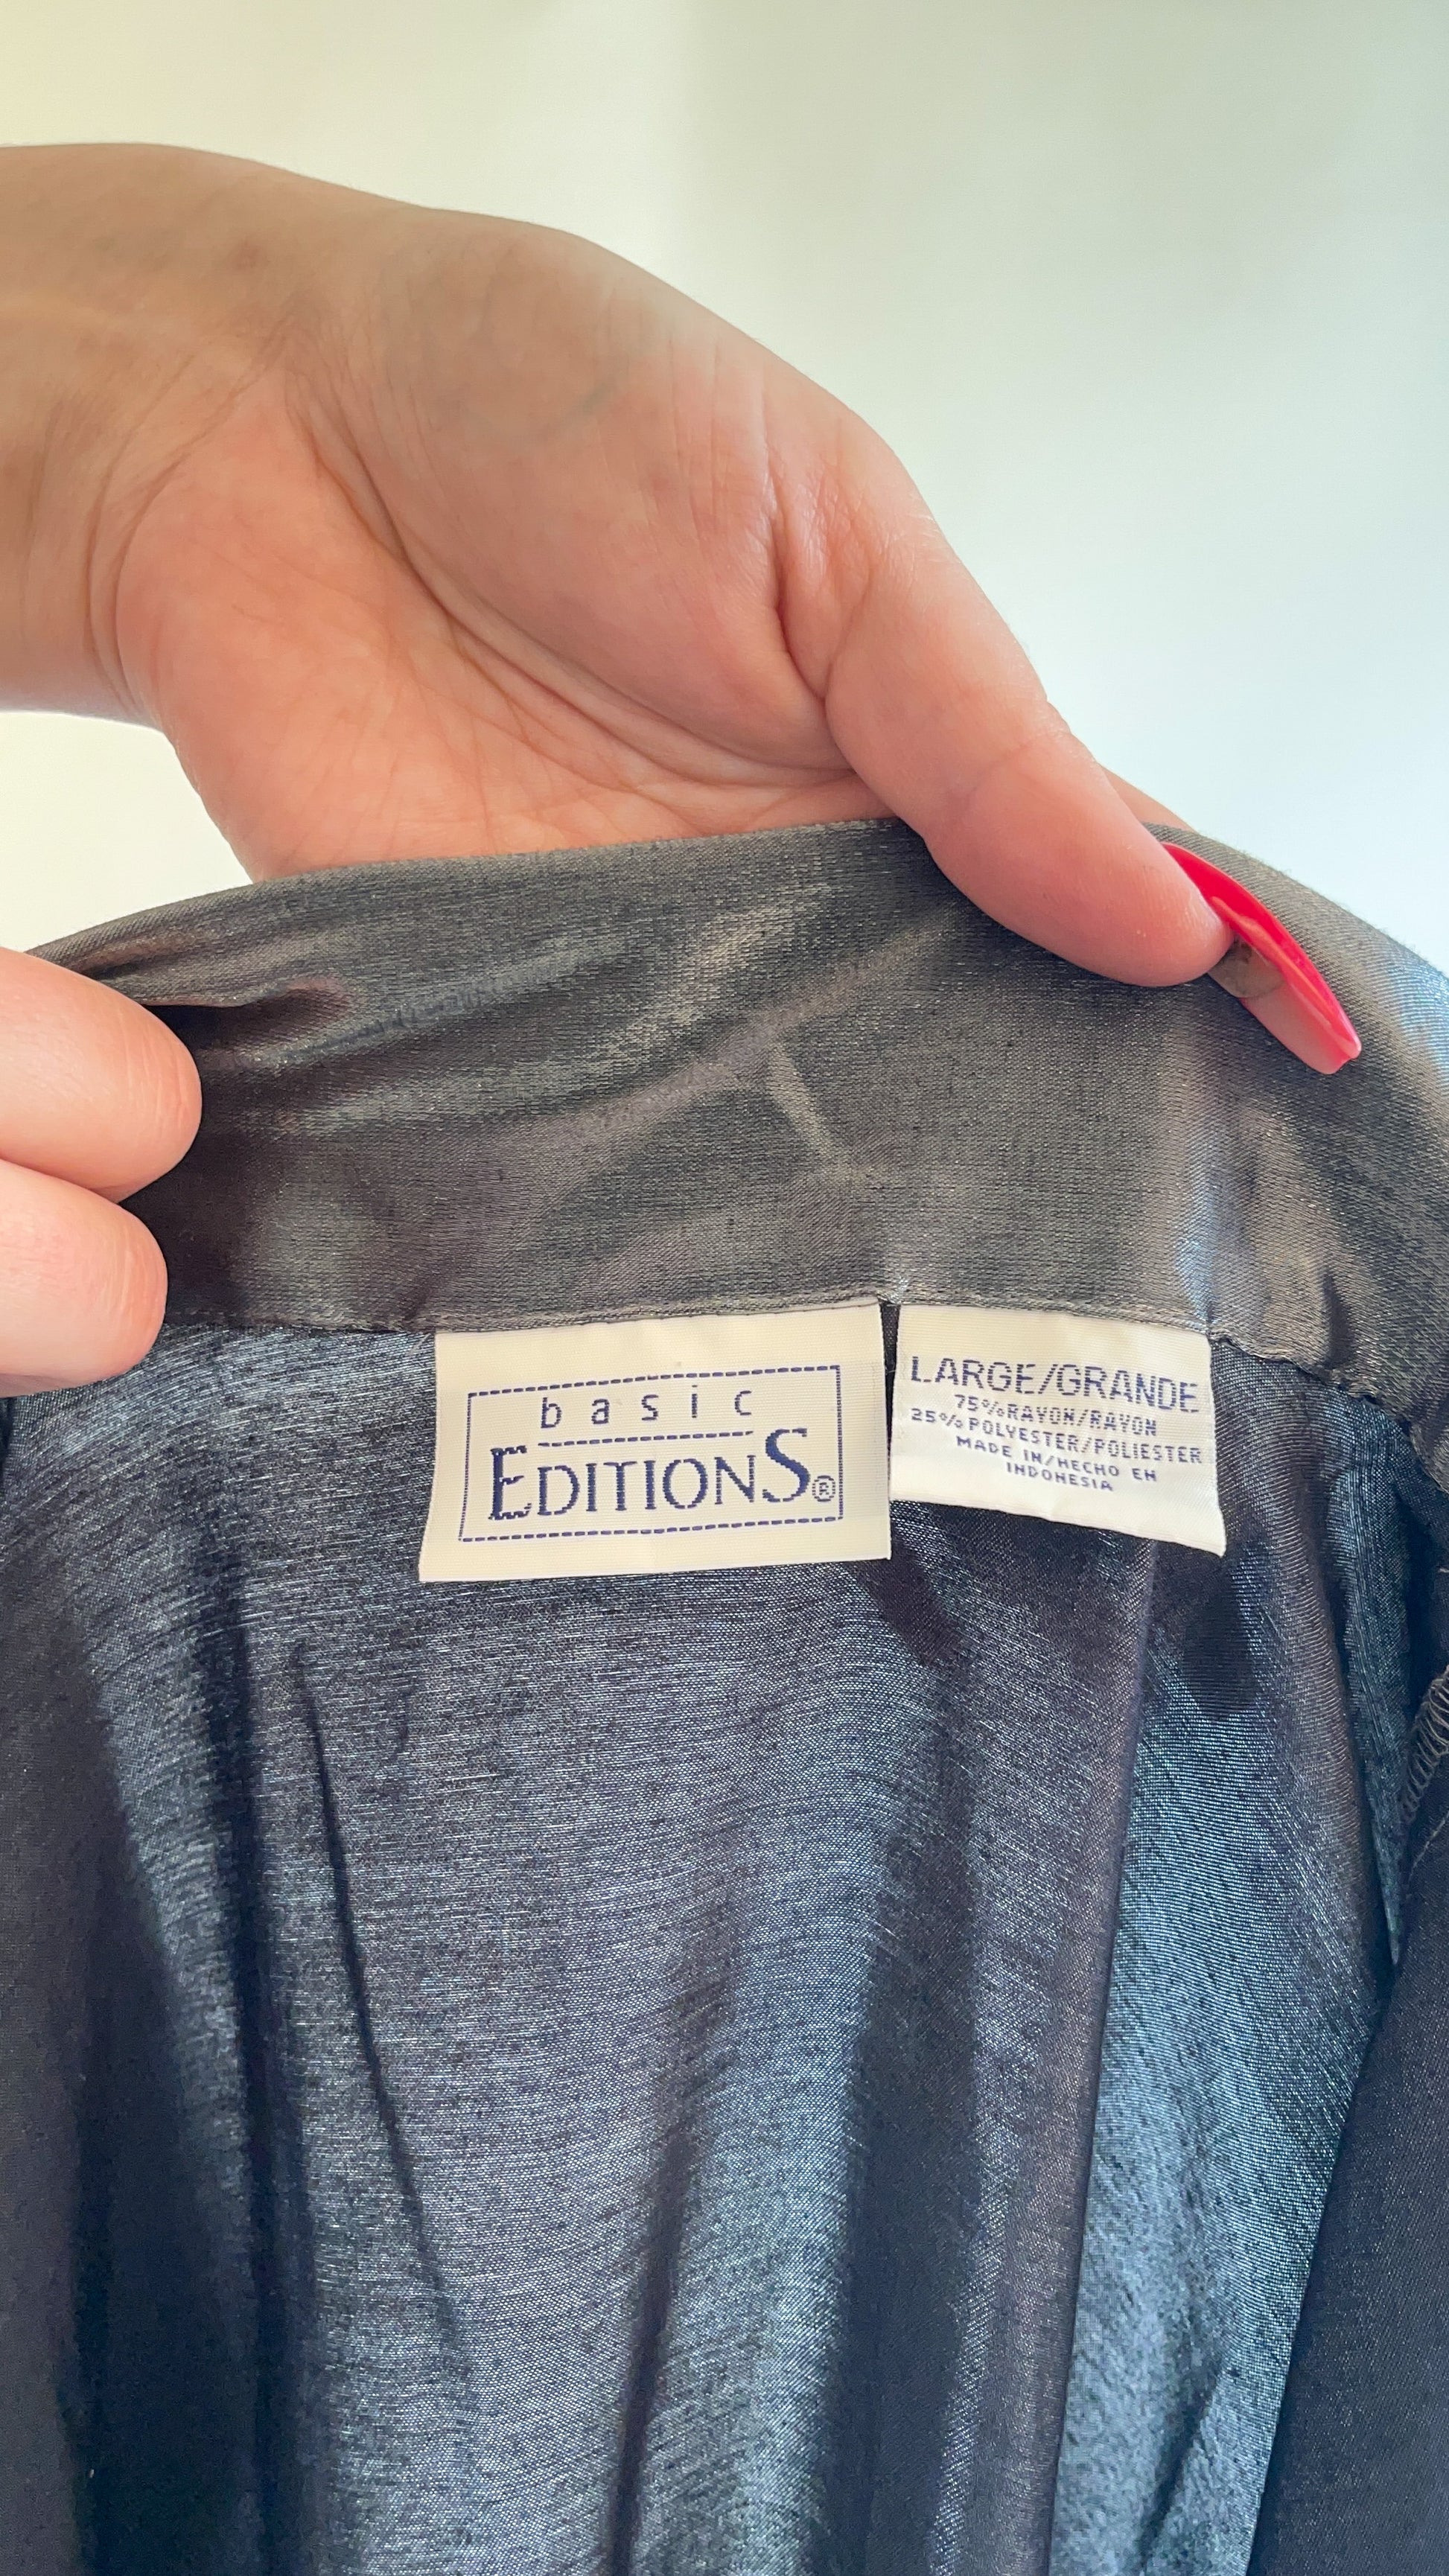 basic
EDITIONS®
LARGE/GRANDE
75% RAYON/RAYON
25% POLYESTER/POLIESTER
MADE IN/HECHO EN
INDONESIA